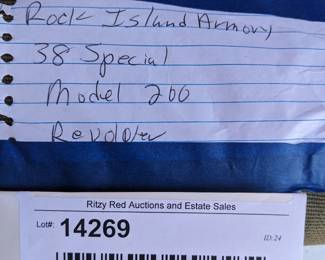 Rock Island Armory
38 Special
Model 200
Revolver
Ritzy Red Auctions and Estate Sales
Lot#: 14269
ID:24